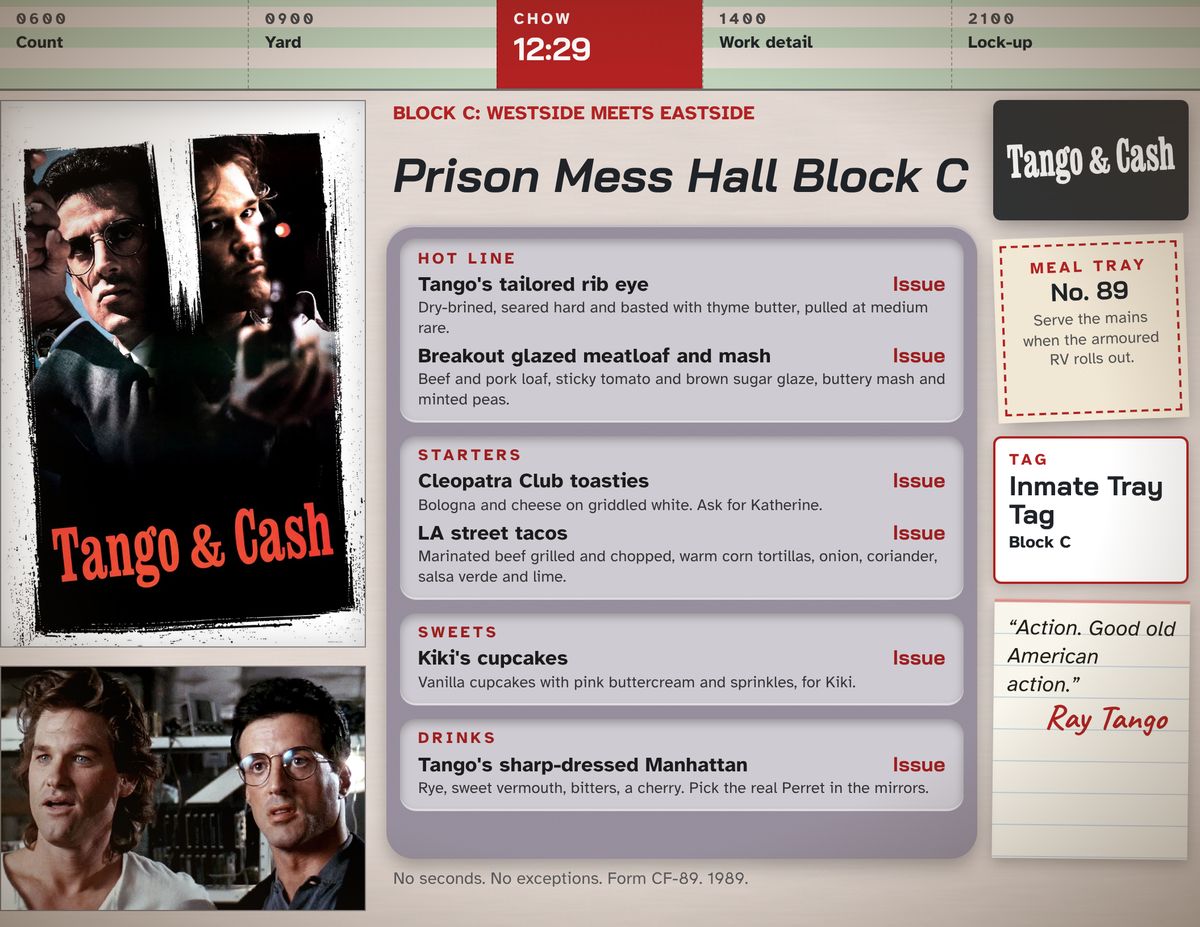 0600
Count
0900
Yard
CHOW
12:29
1400
Work detail
2100
Lock-up
Tango & Cash
BLOCK C: WESTSIDE MEETS EASTSIDE
Prison Mess Hall Block C
HOT LINE
Tango's tailored rib eye Issue
Dry-brined, seared hard and basted with thyme butter, pulled at medium
rare.
Breakout glazed meatloaf and mash Issue
Beef and pork loaf, sticky tomato and brown sugar glaze, buttery mash and
minted peas.
STARTERS
Cleopatra Club toasties Issue
Bologna and cheese on griddled white. Ask for Katherine.
LA street tacos Issue
Marinated beef grilled and chopped, warm corn tortillas, onion, coriander,
salsa verde and lime.
SWEETS
Kiki's cupcakes Issue
Vanilla cupcakes with pink buttercream and sprinkles, for Kiki.
DRINKS
Tango's sharp-dressed Manhattan Issue
Rye, sweet vermouth, bitters, a cherry. Pick the real Perret in the mirrors.
No seconds. No exceptions. Form CF-89. 1989.
Tango & Cash
MEAL TRAY
No. 89
Serve the mains
when the armoured
RV rolls out.
TAG
Inmate Tray
Tag
Block C
“Action. Good old
American
action.”
Ray Tango